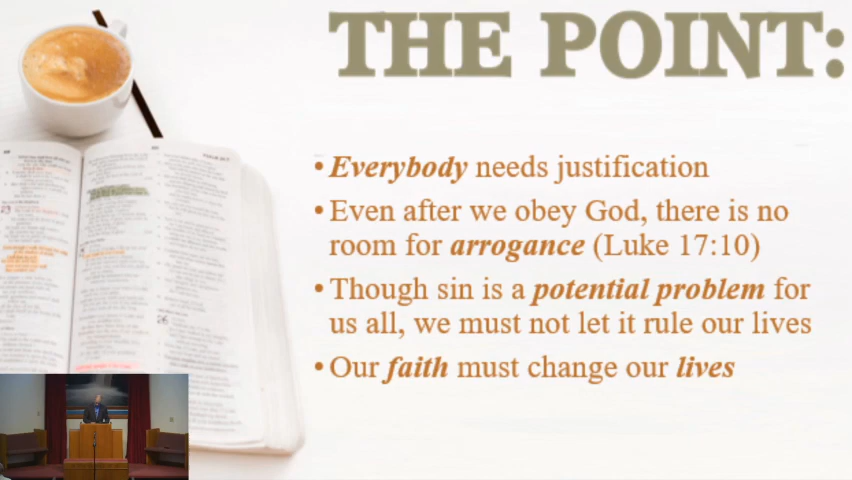 THE POINT:
• Everybody needs justification
• Even after we obey God, there is no
room for arrogance (Luke 17:10)
• Though sin is a potential problem for
us all, we must not let it rule our lives
• Our faith must change our lives